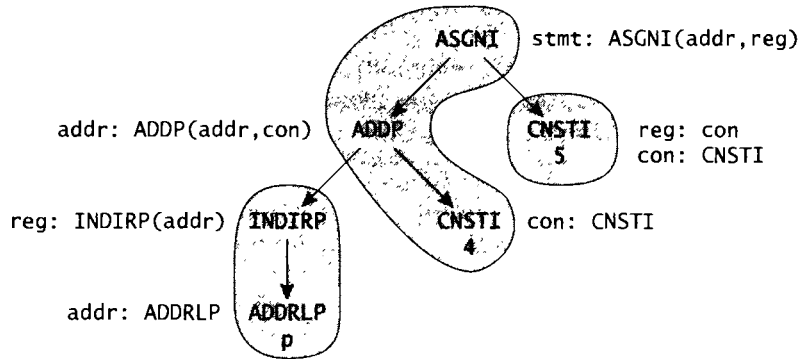 ASGNI stmt: ASGNI(addr,reg)
addr: ADDP(addr,con) ADDP CNSTI reg: con
5 con: CNSTI
reg: INDIRP(addr) INDIRP CNSTI con: CNSTI
4
addr: ADDRLP ADDRLP
p